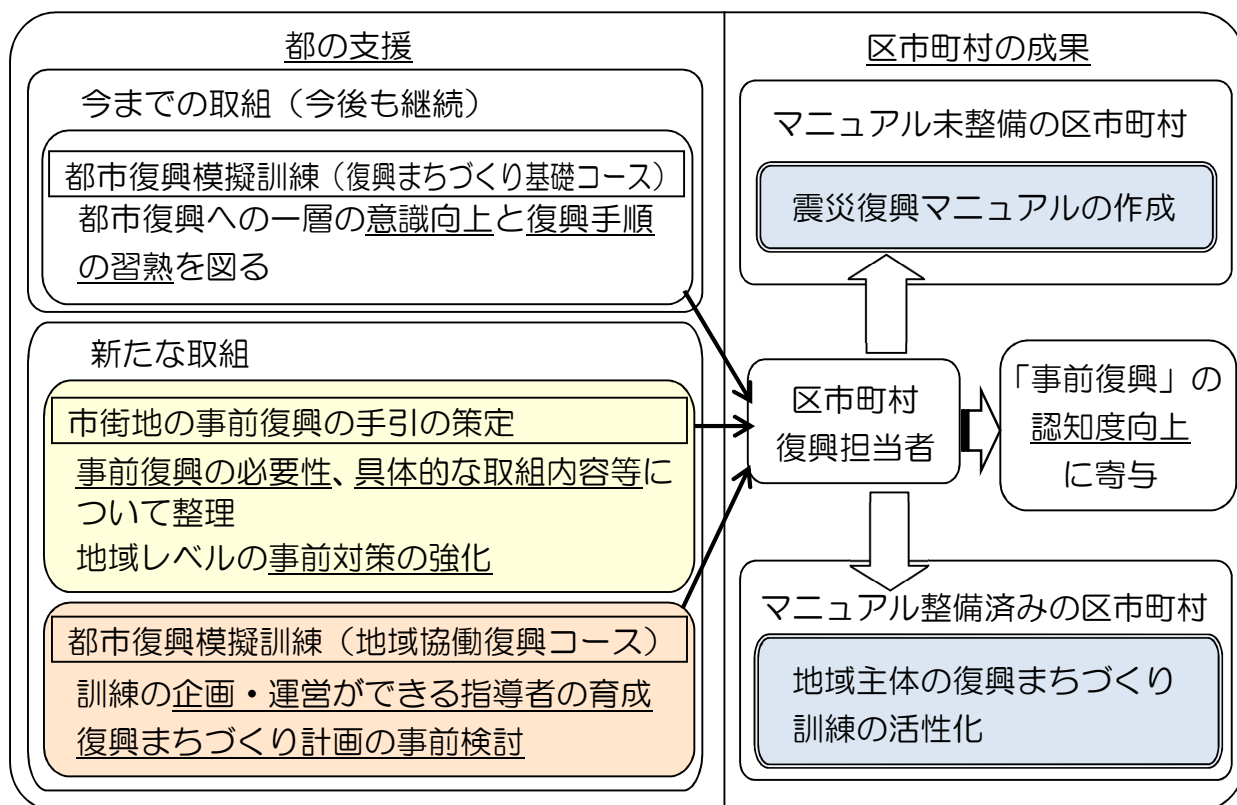 都の支援
今までの取組（今後も継続）
都市復興模擬訓練（復興まちづくり基礎コース）
都市復興への一層の意識向上と復興手順
の習熟を図る
新たな取組
市街地の事前復興の手引の策定
事前復興の必要性、具体的な取組内容等に
ついて整理
地域レベルの事前対策の強化
都市復興模擬訓練（地域協働復興コース）
訓練の企画・運営ができる指導者の育成
復興まちづくり計画の事前検討
区市町村の成果
マニュアル未整備の区市町村
震災復興マニュアルの作成
区市町村
復興担当者
「事前復興」の
認知度向上
に寄与
マニュアル整備済みの区市町村
地域主体の復興まちづくり
訓練の活性化